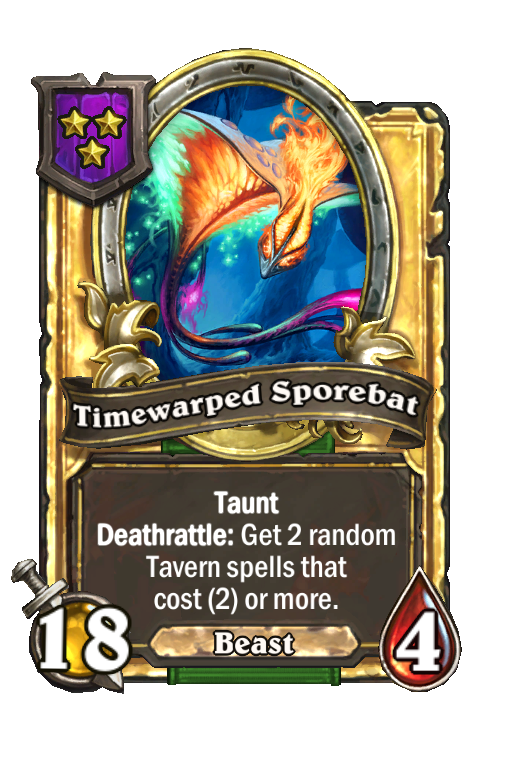 Timewarped Sporebat
Taunt
Deathrattle: Get 2 random
Tavern spells that
cost (2) or more.
18
Beast
4